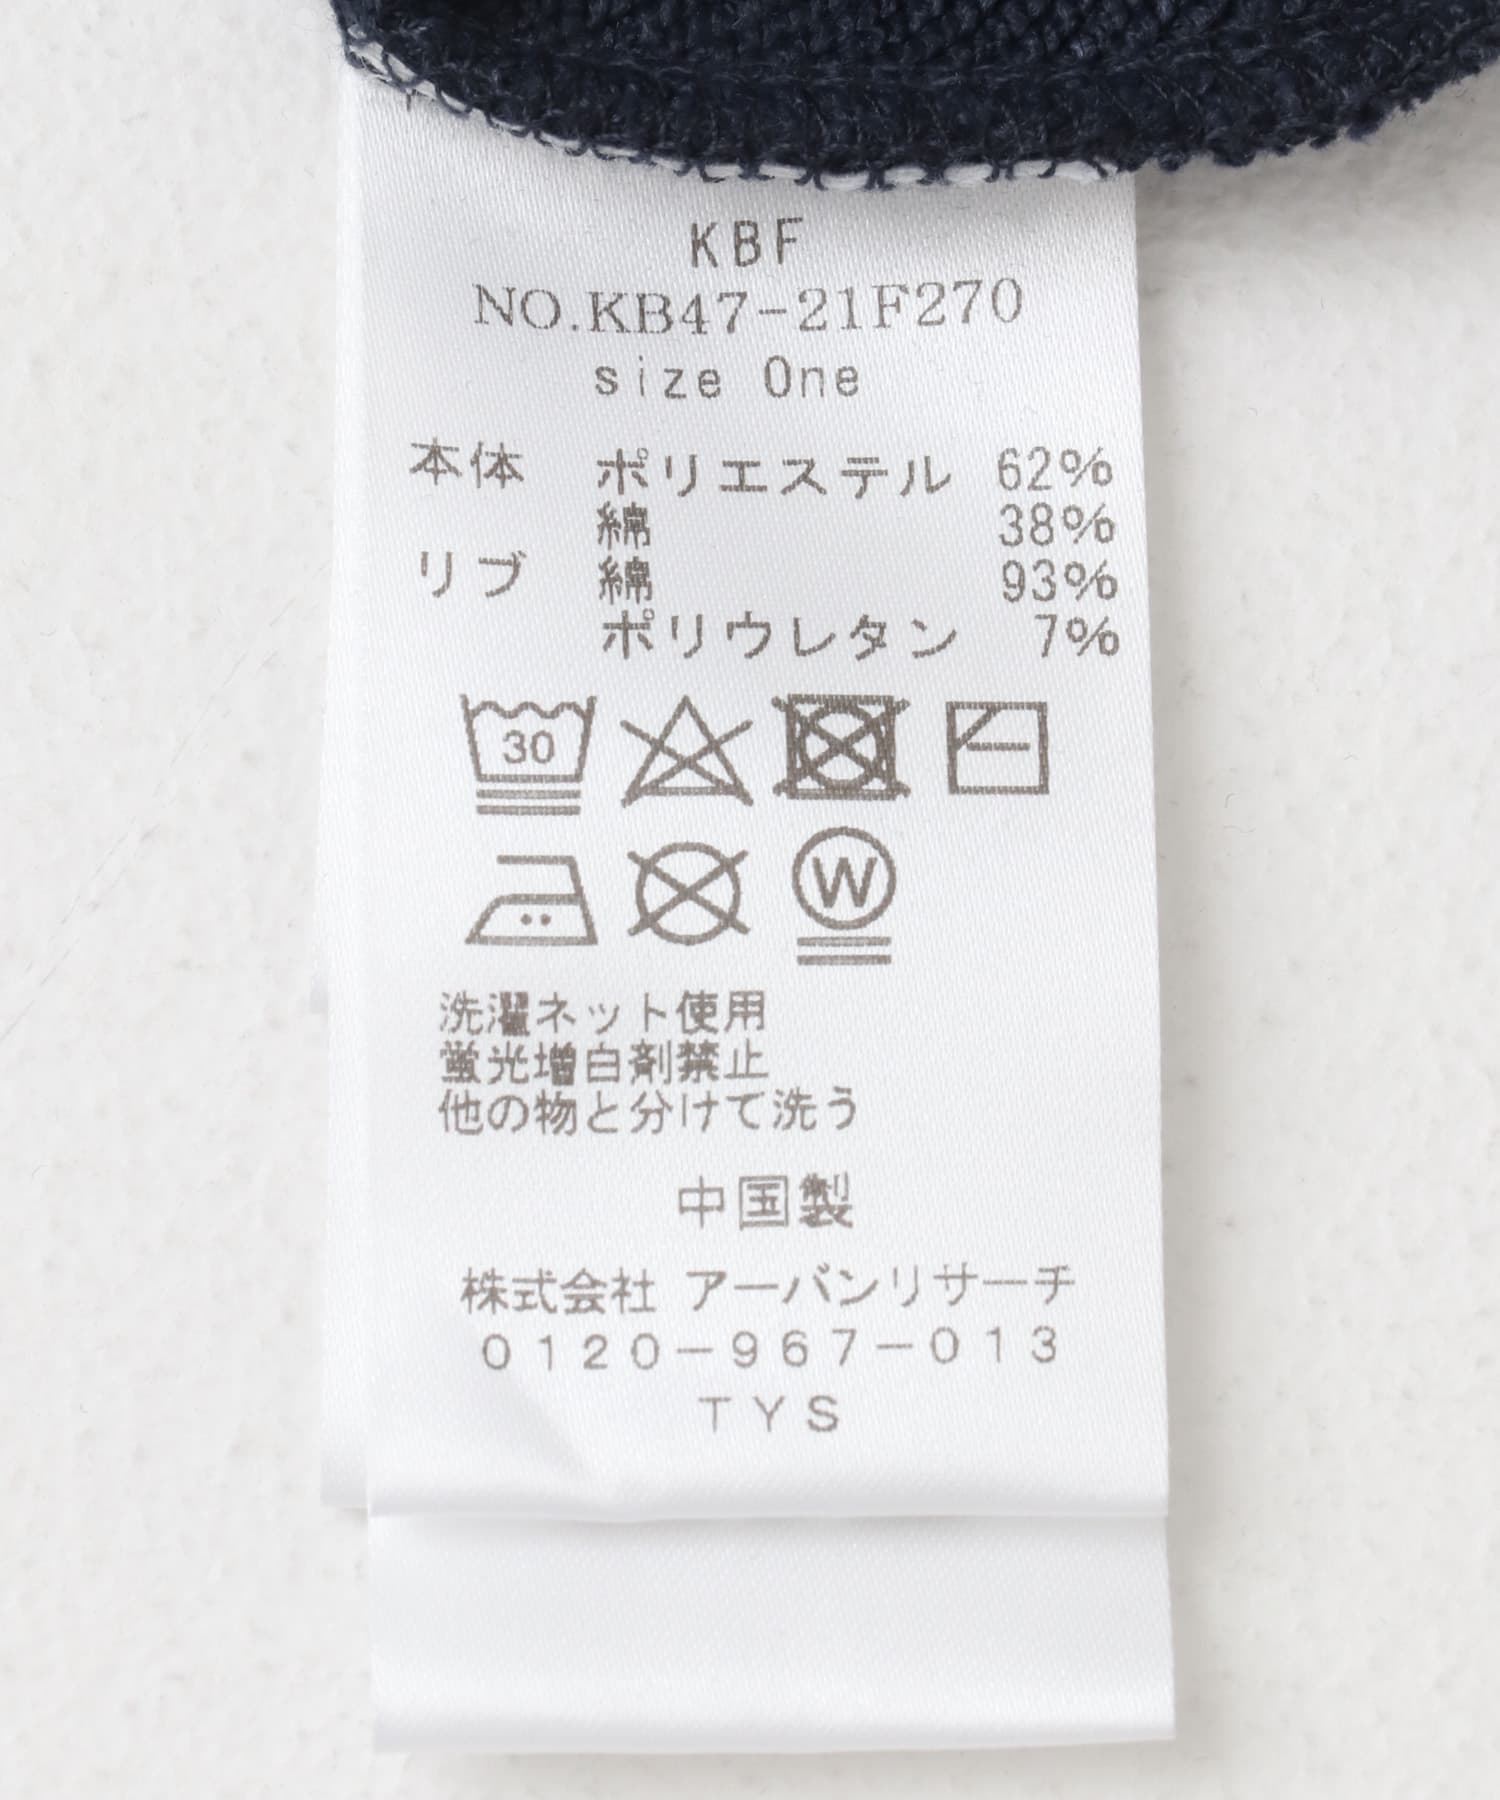 KBF
NO.KB47-21F270
size One
本体 ポリエステル 62%
綿 38%
リブ 綿 93%
ポリウレタン 7%
30
W
洗濯ネット使用
蛍光増白剤禁止
他の物と分けて洗う
中国製
株式会社 アーバンリサーチ
0120-967-013
TYS